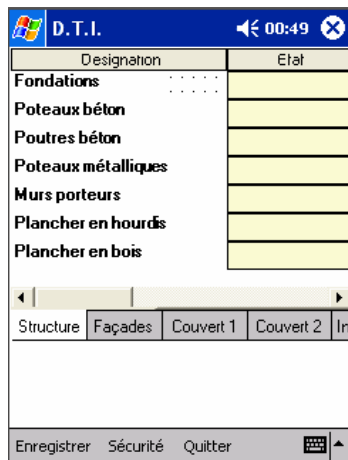 D.T.I. 00:49
Designation Etat
Fondations
Poteaux béton
Poutres béton
Poteaux métalliques
Murs porteurs
Plancher en hourdis
Plancher en bois
Structure Façades Couvert 1 Couvert 2 In
Enregistrer Sécurité Quitter